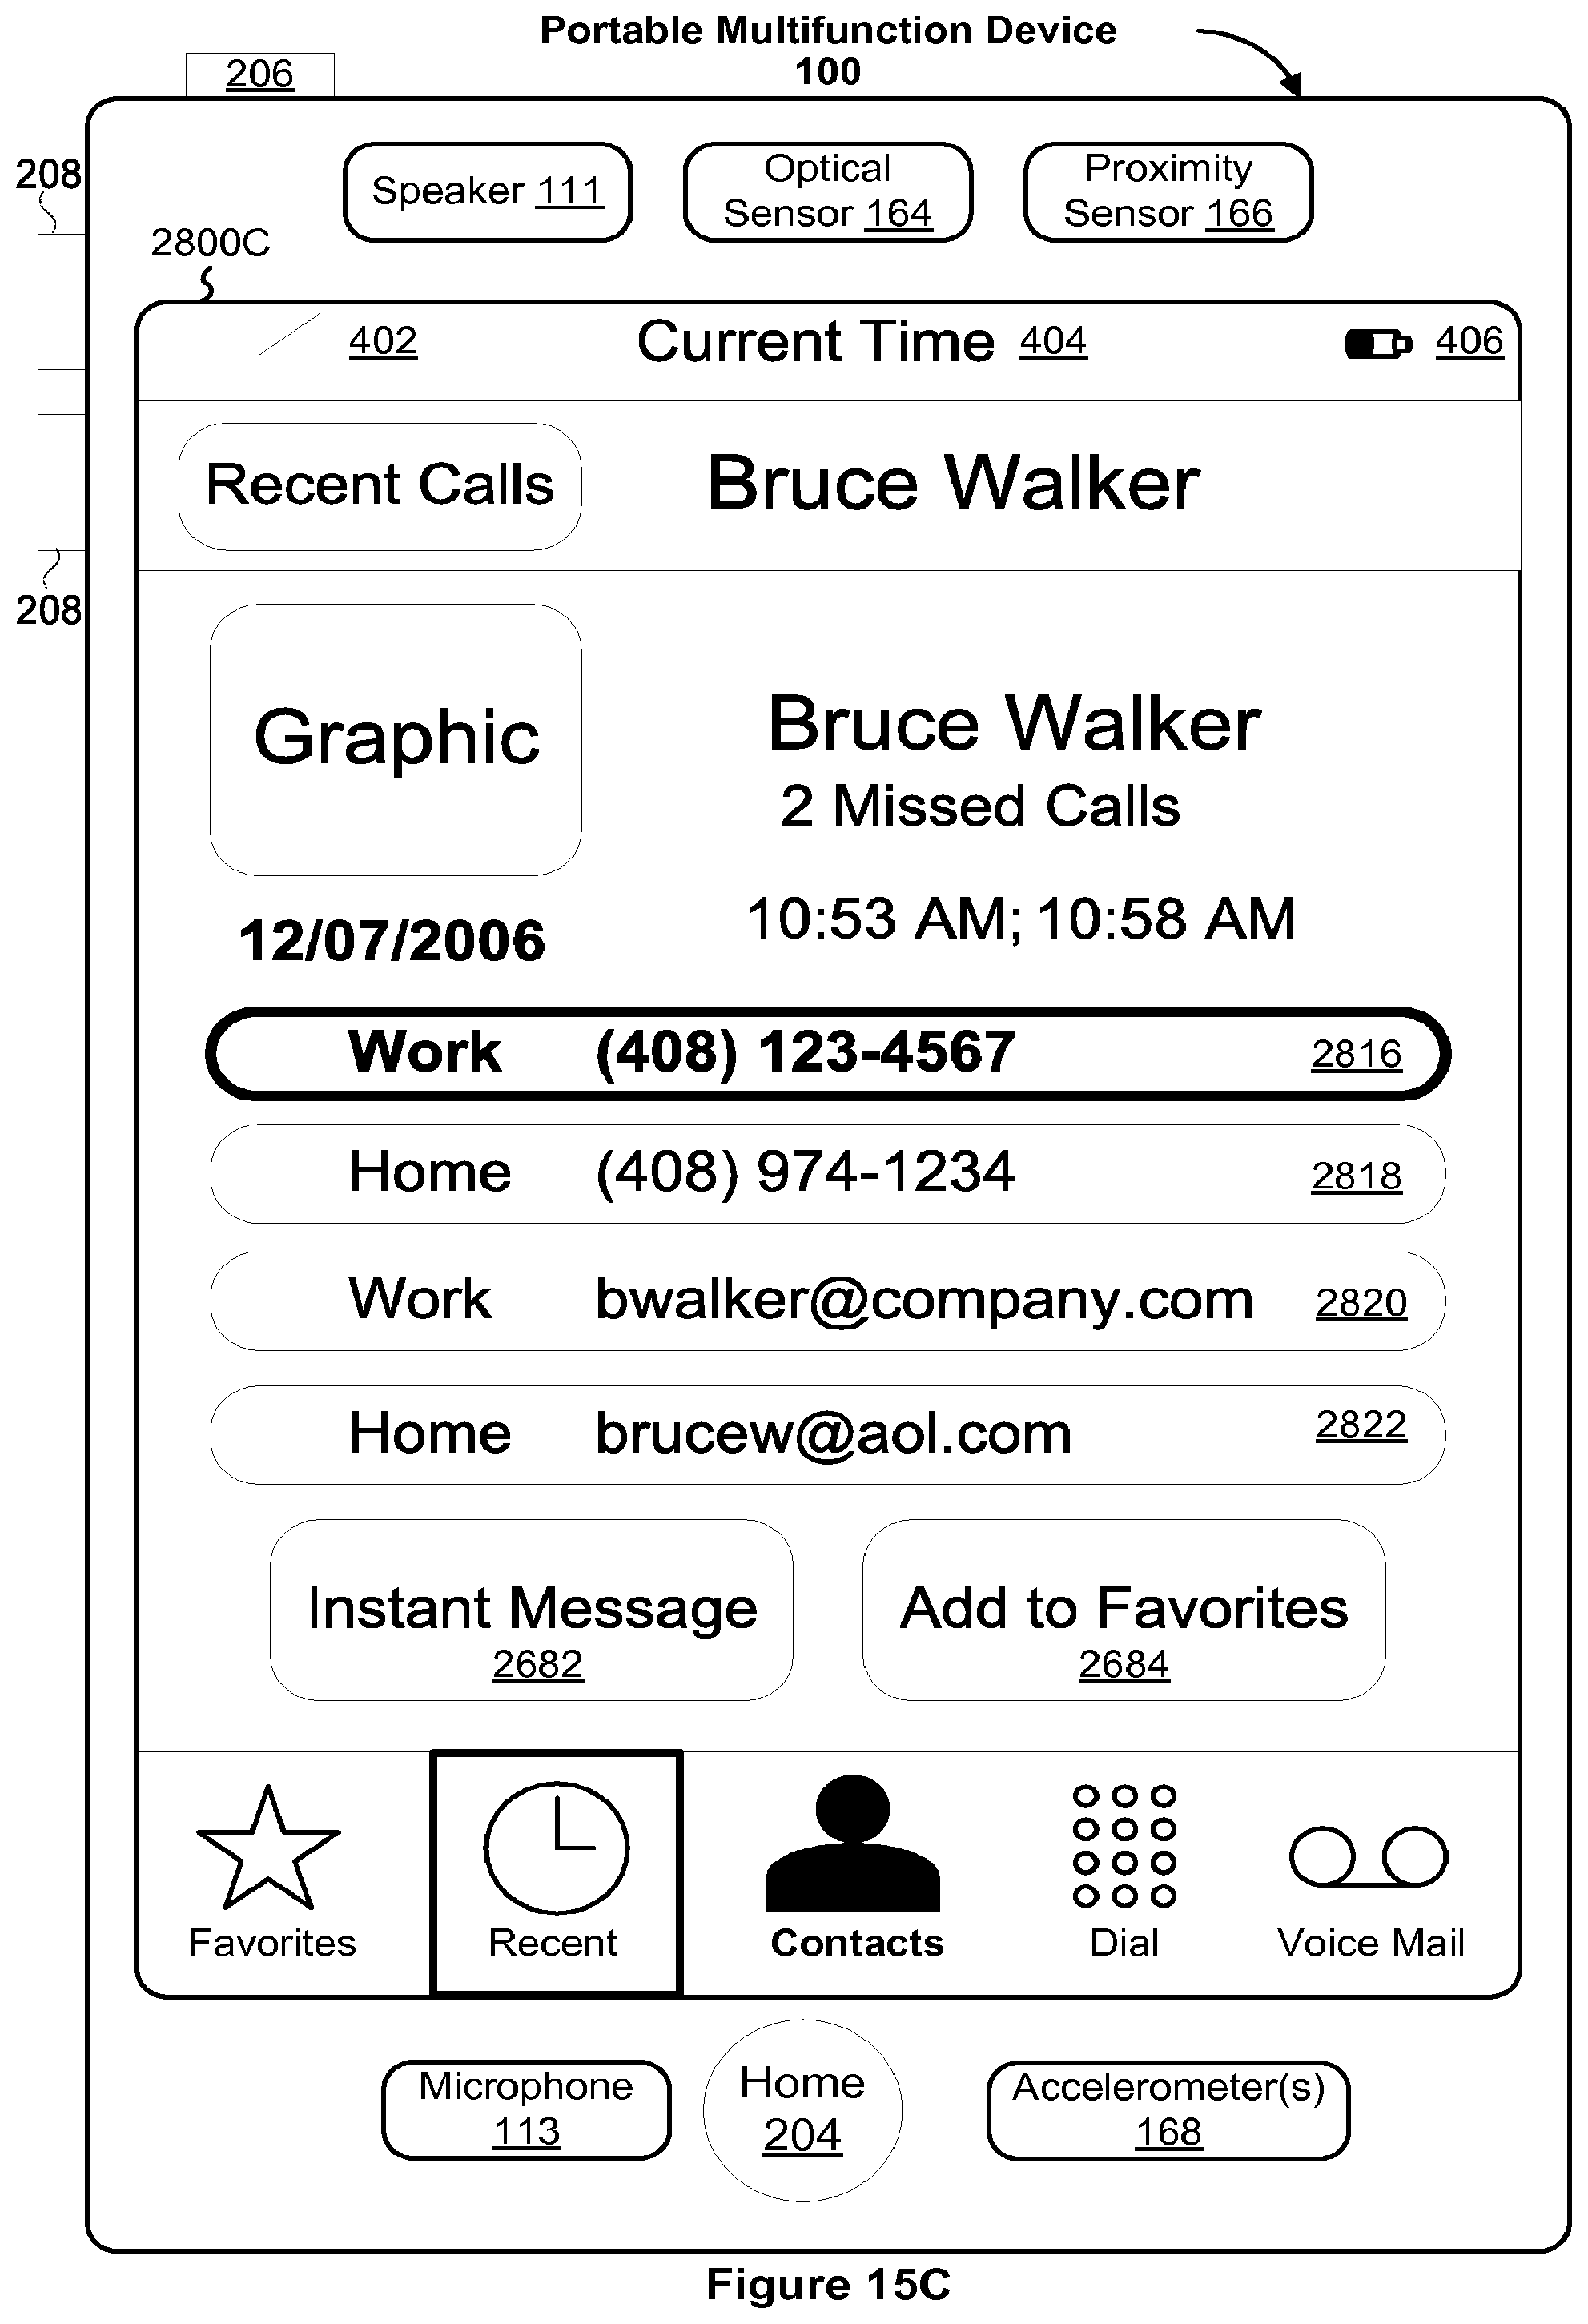 Portable Multifunction Device
100
206
208
2800C
Speaker 111
Optical
Sensor 164
Proximity
Sensor 166
402
Current Time 404
406
Recent Calls
Bruce Walker
208
Graphic
Bruce Walker
2 Missed Calls
12/07/2006
10:53 AM; 10:58 AM
Work (408) 123-4567 2816
Home (408) 974-1234 2818
Work bwalker@company.com 2820
Home brucew@aol.com 2822
Instant Message
2682
Add to Favorites
2684
Favorites
Recent
Contacts
Dial
Voice Mail
Microphone
113
Home
204
Accelerometer(s)
168
Figure 15C